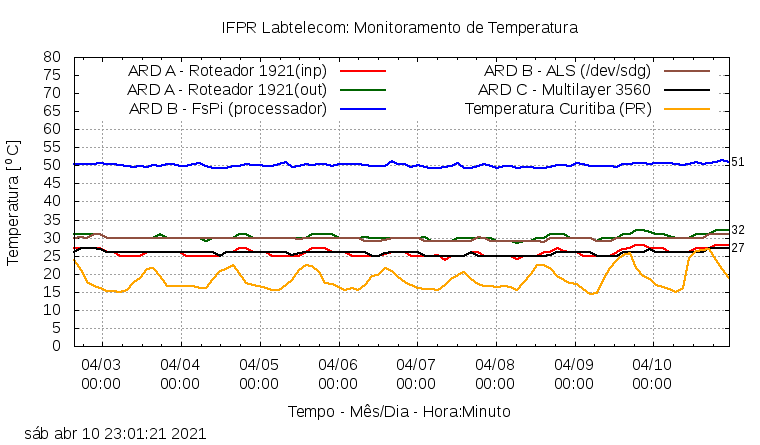 IFPR Labtelecom: Monitoramento de Temperatura
80
75
70
65
60
55
50
45
40
35
30
25
20
15
10
5
0
Temperatura [ºC]
ARD A - Roteador 1921(inp)
ARD A - Roteador 1921(out)
ARD B - FsPi (processador)
ARD B - ALS (/dev/sdg)
ARD C - Multilayer 3560
Temperatura Curitiba (PR)
51
32
27
04/03 04/04 04/05 04/06 04/07 04/08 04/09 04/10
00:00 00:00 00:00 00:00 00:00 00:00 00:00 00:00
Tempo - Mês/Dia - Hora:Minuto
sáb abr 10 23:01:21 2021